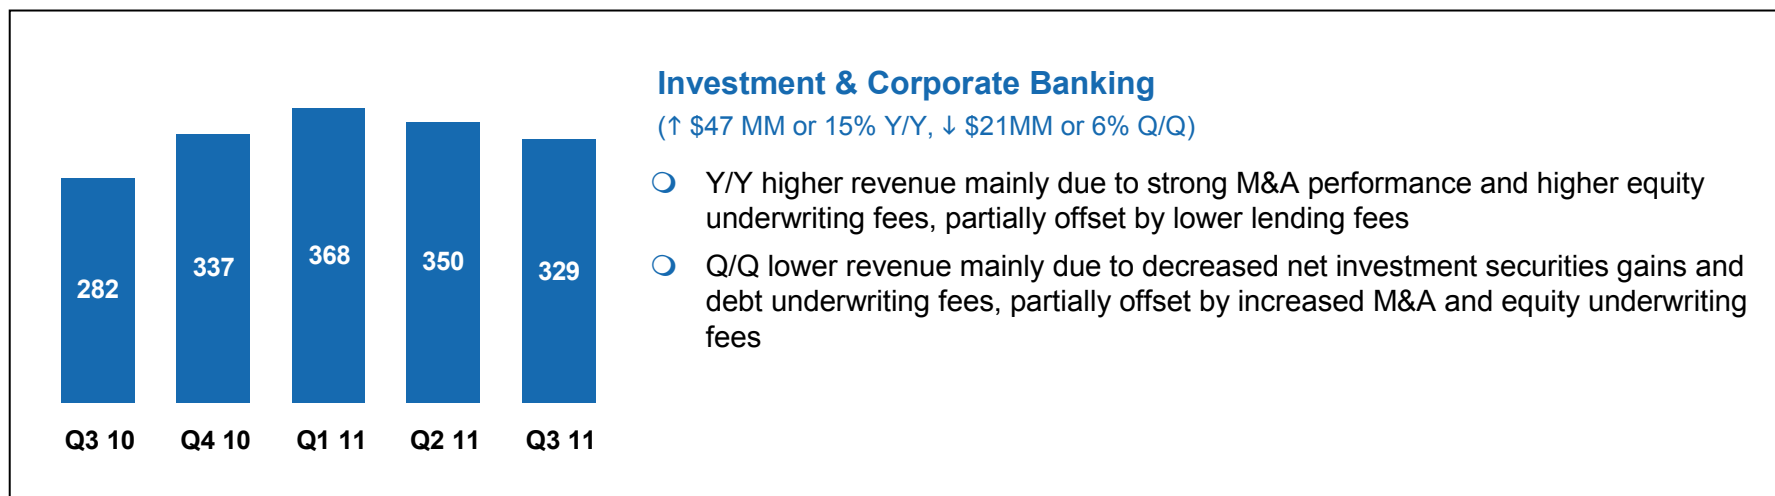 Investment & Corporate Banking
(↑ $47 MM or 15% Y/Y, ↓ $21MM or 6% Q/Q)
Y/Y higher revenue mainly due to strong M&A performance and higher equity
underwriting fees, partially offset by lower lending fees
Q/Q lower revenue mainly due to decreased net investment securities gains and
debt underwriting fees, partially offset by increased M&A and equity underwriting
fees
282 337 368 350 329
Q3 10 Q4 10 Q1 11 Q2 11 Q3 11